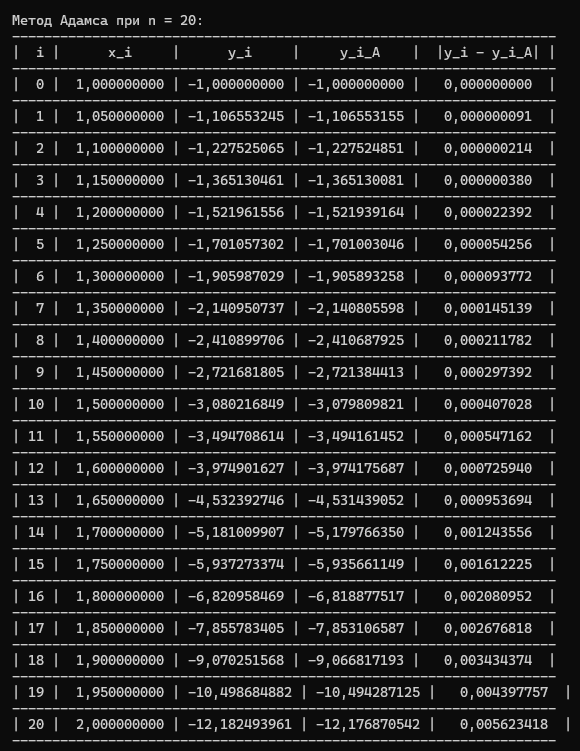 Метод Адамса при n = 20:
| i | x_i | y_i | y_i_A | |y_i - y_i_A| |
| 0 | 1,000000000 | -1,000000000 | -1,000000000 | 0,000000000 |
| 1 | 1,050000000 | -1,106553245 | -1,106553155 | 0,000000091 |
| 2 | 1,100000000 | -1,227525065 | -1,227524851 | 0,000000214 |
| 3 | 1,150000000 | -1,365130461 | -1,365130081 | 0,000000380 |
| 4 | 1,200000000 | -1,521961556 | -1,521939164 | 0,000022392 |
| 5 | 1,250000000 | -1,701057302 | -1,701003046 | 0,000054256 |
| 6 | 1,300000000 | -1,905987029 | -1,905893258 | 0,000093772 |
| 7 | 1,350000000 | -2,140950737 | -2,140805598 | 0,000145139 |
| 8 | 1,400000000 | -2,410899706 | -2,410687925 | 0,000211782 |
| 9 | 1,450000000 | -2,721681805 | -2,721384413 | 0,000297392 |
| 10 | 1,500000000 | -3,080216849 | -3,079809821 | 0,000407028 |
| 11 | 1,550000000 | -3,494708614 | -3,494161452 | 0,000547162 |
| 12 | 1,600000000 | -3,974901627 | -3,974175687 | 0,000725940 |
| 13 | 1,650000000 | -4,532392746 | -4,531439052 | 0,000953694 |
| 14 | 1,700000000 | -5,181009907 | -5,179766350 | 0,001243556 |
| 15 | 1,750000000 | -5,937273374 | -5,935661149 | 0,001612225 |
| 16 | 1,800000000 | -6,820958469 | -6,818877517 | 0,002080952 |
| 17 | 1,850000000 | -7,855783405 | -7,853106587 | 0,002676818 |
| 18 | 1,900000000 | -9,070251568 | -9,066817193 | 0,003434374 |
| 19 | 1,950000000 | -10,498684882 | -10,494287125 | 0,004397757 |
| 20 | 2,000000000 | -12,182493961 | -12,176870542 | 0,005623418 |